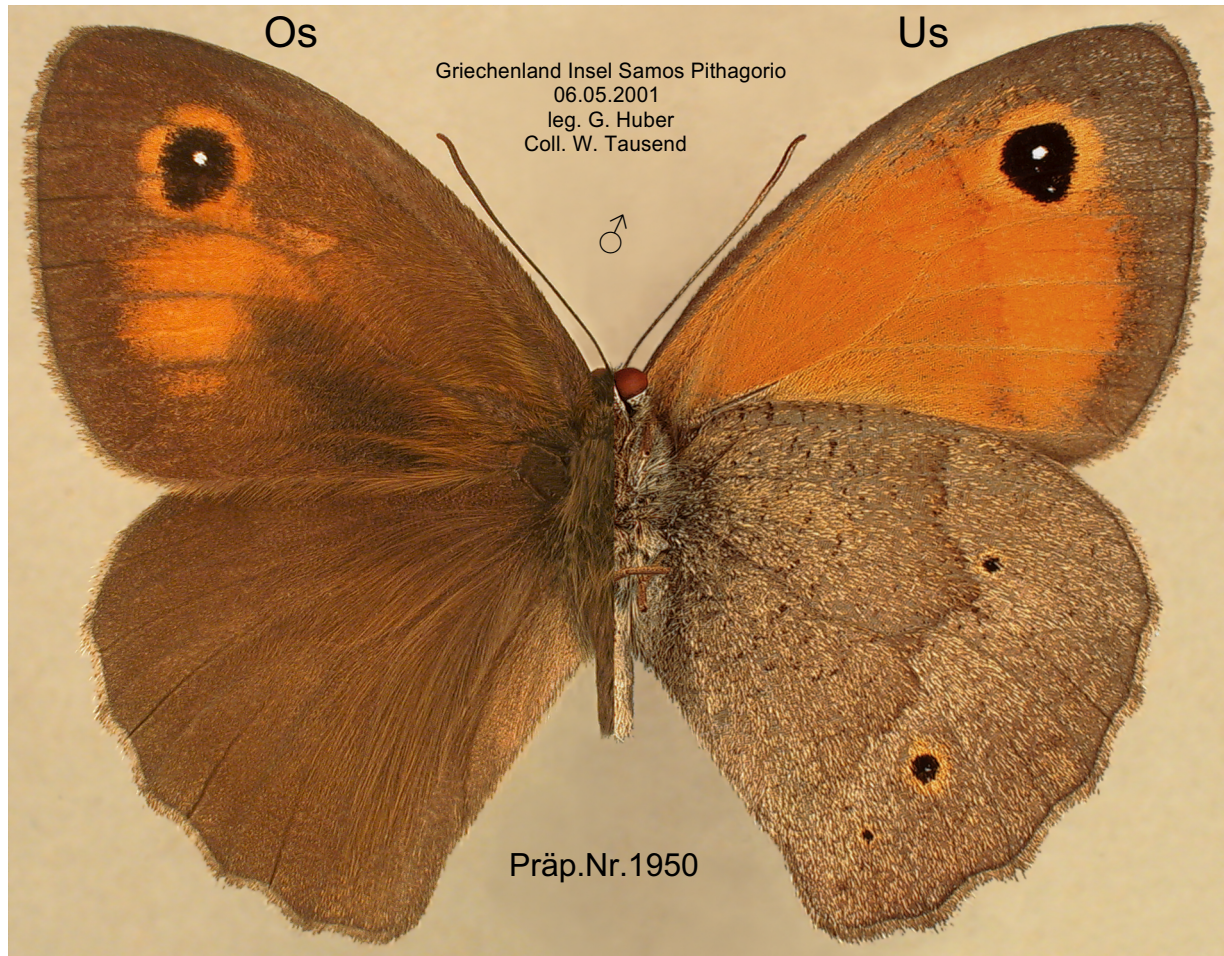 Os
Us
Griechenland Insel Samos Pithagorio
06.05.2001
leg. G. Huber
Coll. W. Tausend
♂
Präp.Nr.1950